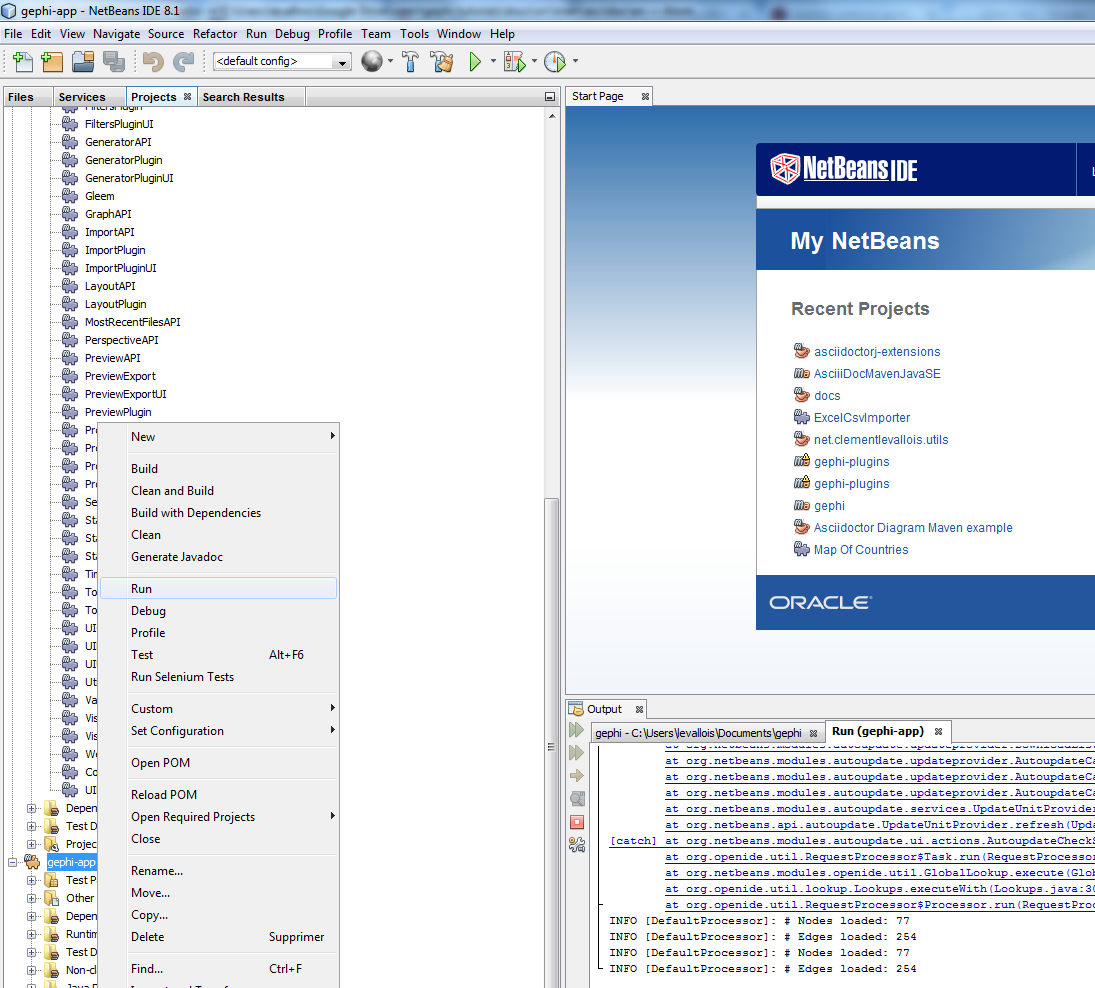 gephi-app - NetBeans IDE 8.1
File Edit View Navigate Source Refactor Run Debug Profile Team Tools Window Help
<default config>
Files Services Projects Search Results
FiltersPlugin
FiltersPluginUI
GeneratorAPI
GeneratorPlugin
GeneratorPluginUI
Gleem
GraphAPI
ImportAPI
ImportPlugin
ImportPluginUI
LayoutAPI
LayoutPlugin
MostRecentFilesAPI
PerspectiveAPI
PreviewAPI
PreviewExport
PreviewExportUI
PreviewPlugin
Pr
Pr
Pr
Pr
Se
Sta
Sta
Sta
Tin
To
To
UI
UI
UI
Ut
Va
Vis
Vis
We
Co
UI
Depen
Test D
Projec
gephi-app
Test P
Other
Depen
Runtim
Test D
Non-cl
Java D
New
Build
Clean and Build
Build with Dependencies
Clean
Generate Javadoc
Run
Debug
Profile
Test Alt+F6
Run Selenium Tests
Custom
Set Configuration
Open POM
Reload POM
Open Required Projects
Close
Rename...
Move...
Copy...
Delete Supprimer
Find... Ctrl+F
Start Page
NetBeans IDE
L
My NetBeans
Recent Projects
asciidoctorj-extensions
AsciiiDocMavenJavaSE
docs
ExcelCsvImporter
net.clementlevallois.utils
gephi-plugins
gephi-plugins
gephi
Asciidoctor Diagram Maven example
Map Of Countries
ORACLE
Output
gephi - C:\Users\levallois\Documents\gephi Run (gephi-app)
at org.netbeans.modules.autoupdate.updateprovider.DownloadLis
at org.netbeans.modules.autoupdate.updateprovider.AutoupdateCa
at org.netbeans.modules.autoupdate.updateprovider.AutoupdateCa
at org.netbeans.modules.autoupdate.updateprovider.AutoupdateCa
at org.netbeans.modules.autoupdate.services.UpdateUnitProvider
at org.netbeans.api.autoupdate.UpdateUnitProvider.refresh(Upda
[catch] at org.netbeans.modules.autoupdate.ui.actions.AutoupdateCheckS
at org.openide.util.RequestProcessor$Task.run(RequestProcessor
at org.netbeans.modules.openide.util.GlobalLookup.execute(Glob
at org.openide.util.lookup.Lookups.executeWith(Lookups.java:30
at org.openide.util.RequestProcessor$Processor.run(RequestProc
INFO [DefaultProcessor]: # Nodes loaded: 77
INFO [DefaultProcessor]: # Edges loaded: 254
INFO [DefaultProcessor]: # Nodes loaded: 77
INFO [DefaultProcessor]: # Edges loaded: 254